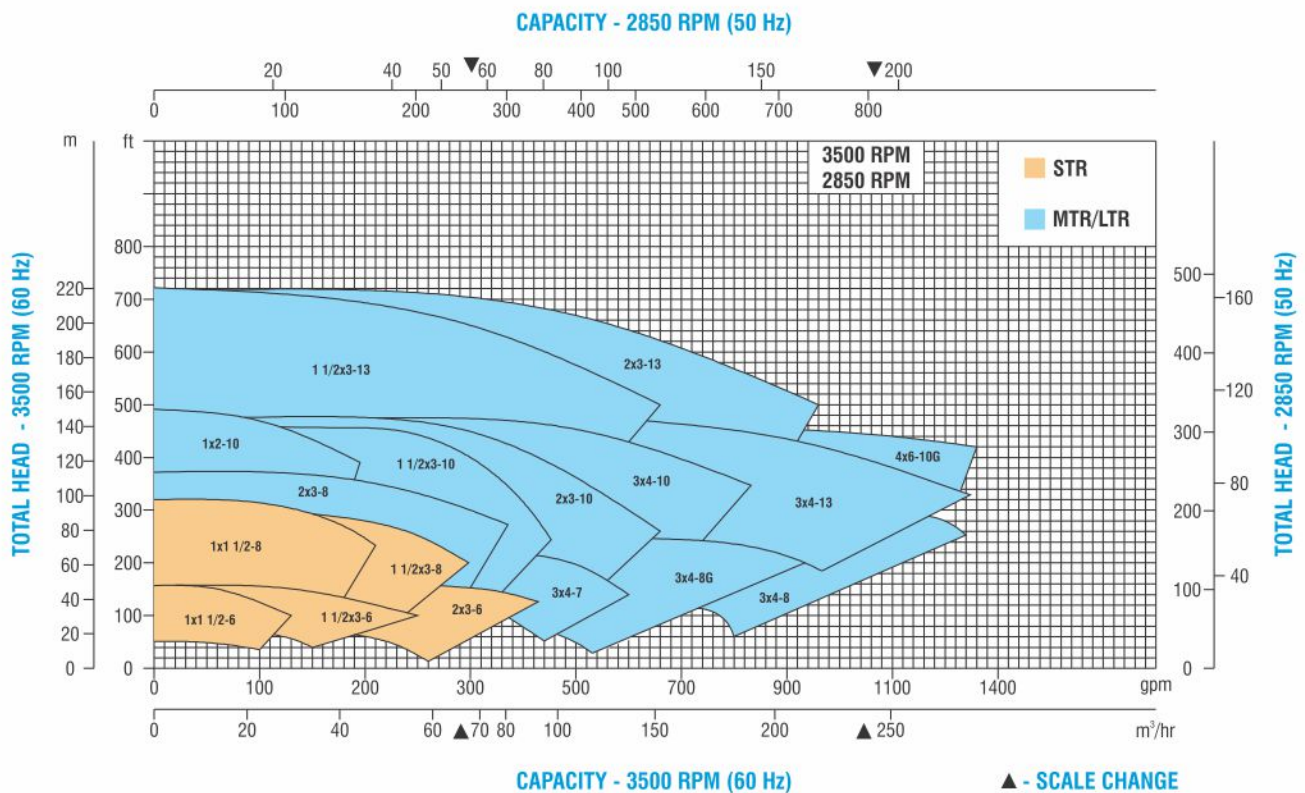 CAPACITY - 2850 RPM (50 Hz)
20 40 50 ▼ 60 80 100 150 ▼ 200
0 100 200 300 400 500 600 700 800
m ft
3500 RPM
2850 RPM
STR
MTR/LTR
TOTAL HEAD - 3500 RPM (60 Hz)
220
200
180
160
140
120
100
80
60
40
20
0
800
700
600
500
400
300
200
100
0
2x3-13
1 1/2x3-13
1x2-10
1 1/2x3-10
2x3-10
3x4-10
3x4-13
4x6-10G
2x3-8
1x1 1/2-8
1 1/2x3-8
3x4-7
3x4-8G
3x4-8
1x1 1/2-6
1 1/2x3-6
2x3-6
500
400
300
200
100
0
160
120
80
40
TOTAL HEAD - 2850 RPM (50 Hz)
0 100 200 300 500 700 900 1100 1400 gpm
0 20 40 60 ▲ 70 80 100 150 200 ▲ 250 m³/hr
CAPACITY - 3500 RPM (60 Hz)
▲ - SCALE CHANGE